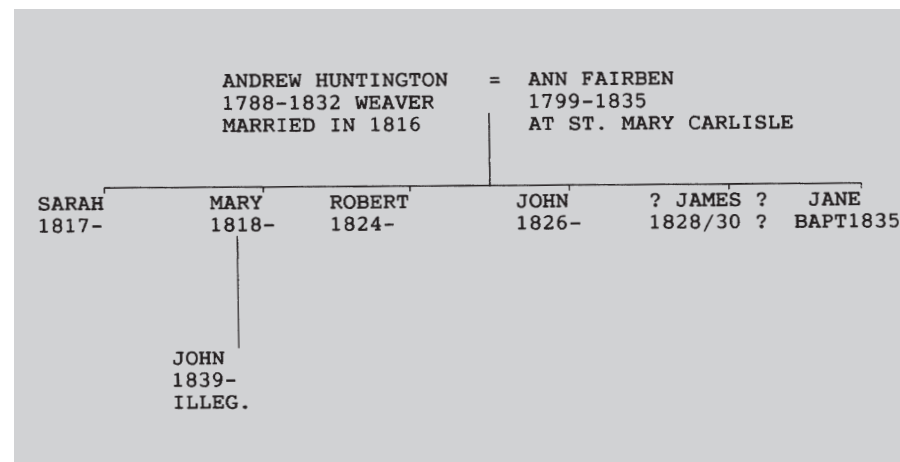 ANDREW HUNTINGTON = ANN FAIRBEN
1788-1832 WEAVER 1799-1835
MARRIED IN 1816 AT ST. MARY CARLISLE
SARAH MARY ROBERT JOHN ? JAMES ? JANE
1817- 1818- 1824- 1826- 1828/30 ? BAPT1835
JOHN
1839-
ILLEG.